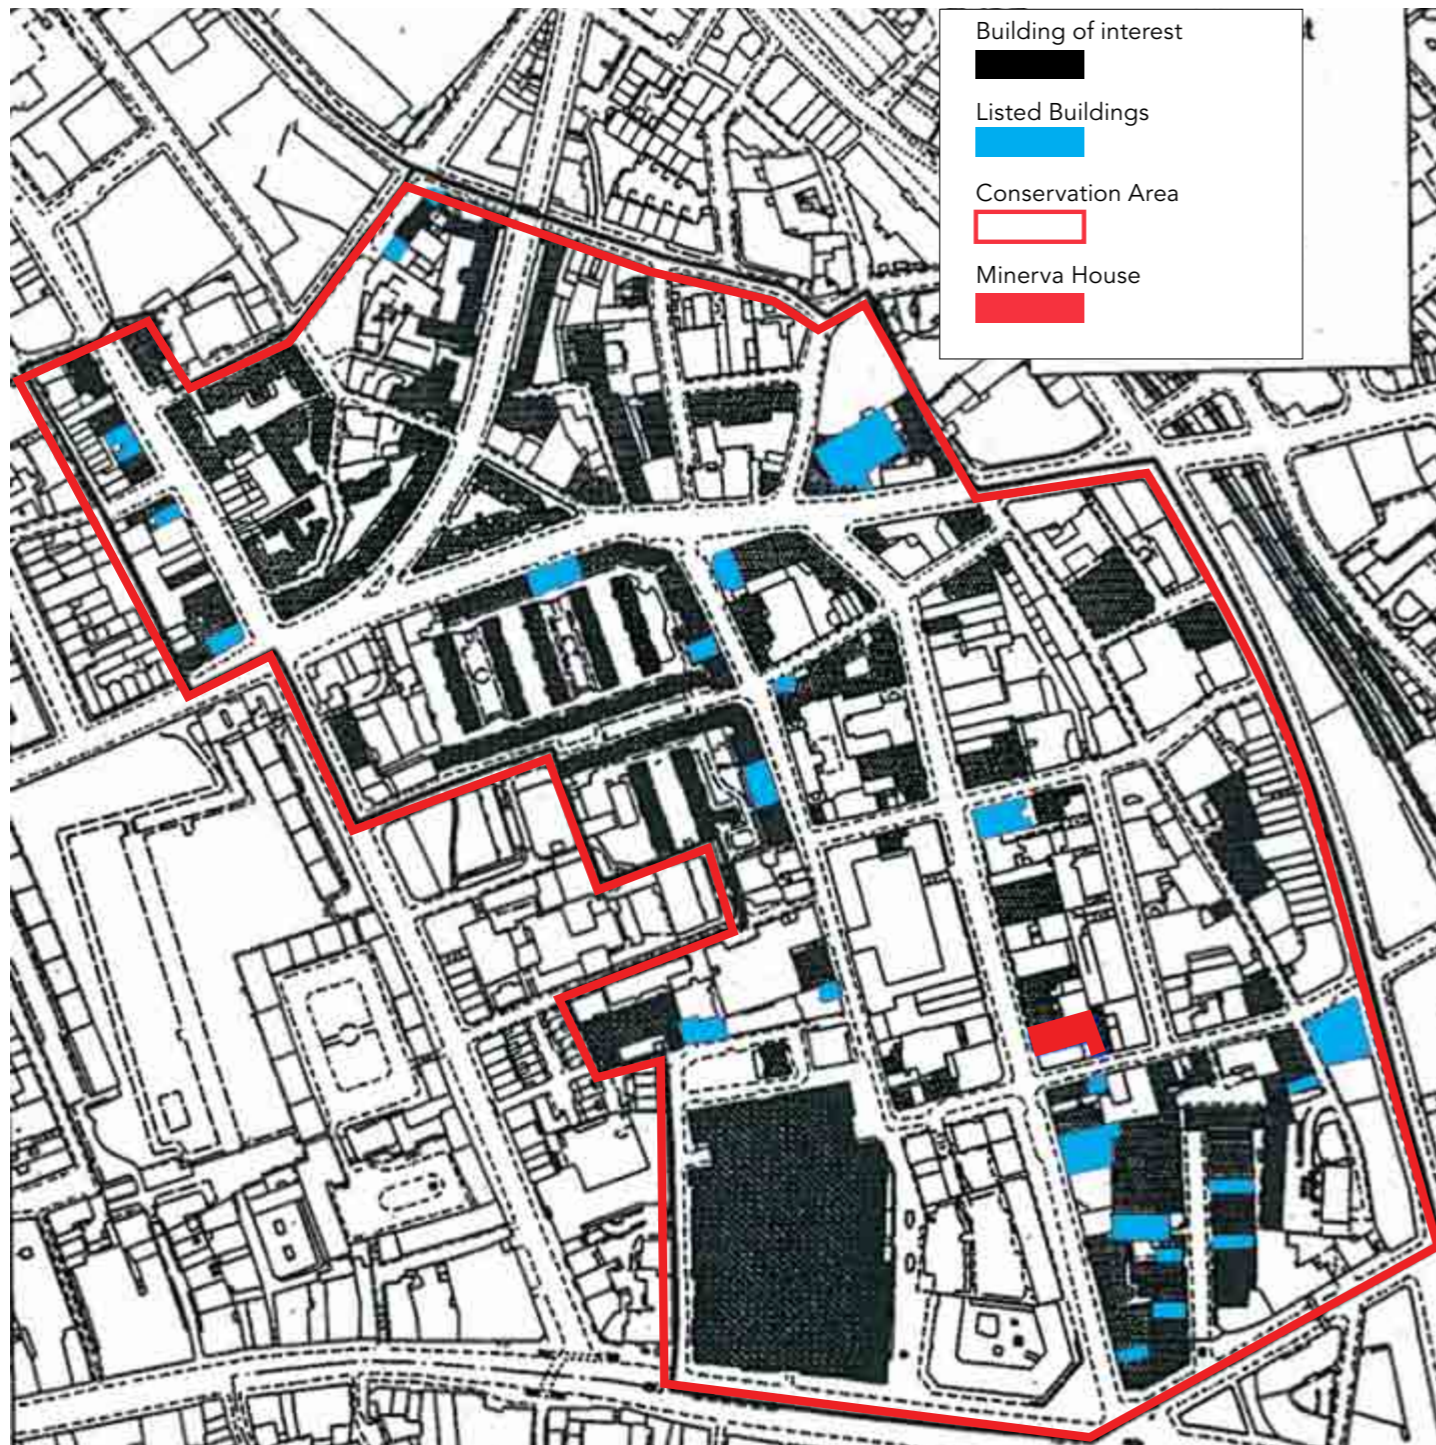 Building of interest
Listed Buildings
Conservation Area
Minerva House